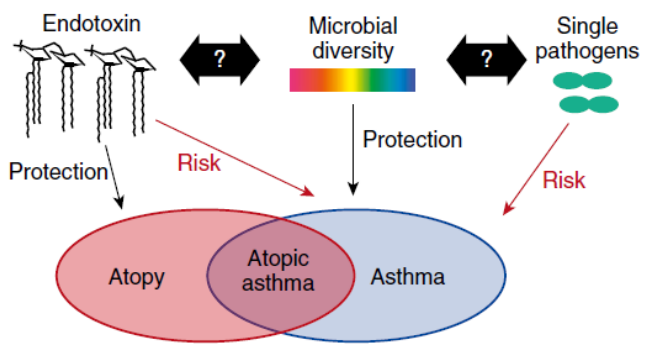 Endotoxin
Microbial
diversity
Single
pathogens
?
?
Protection
Risk
Protection
Risk
Atopy
Atopic
asthma
Asthma